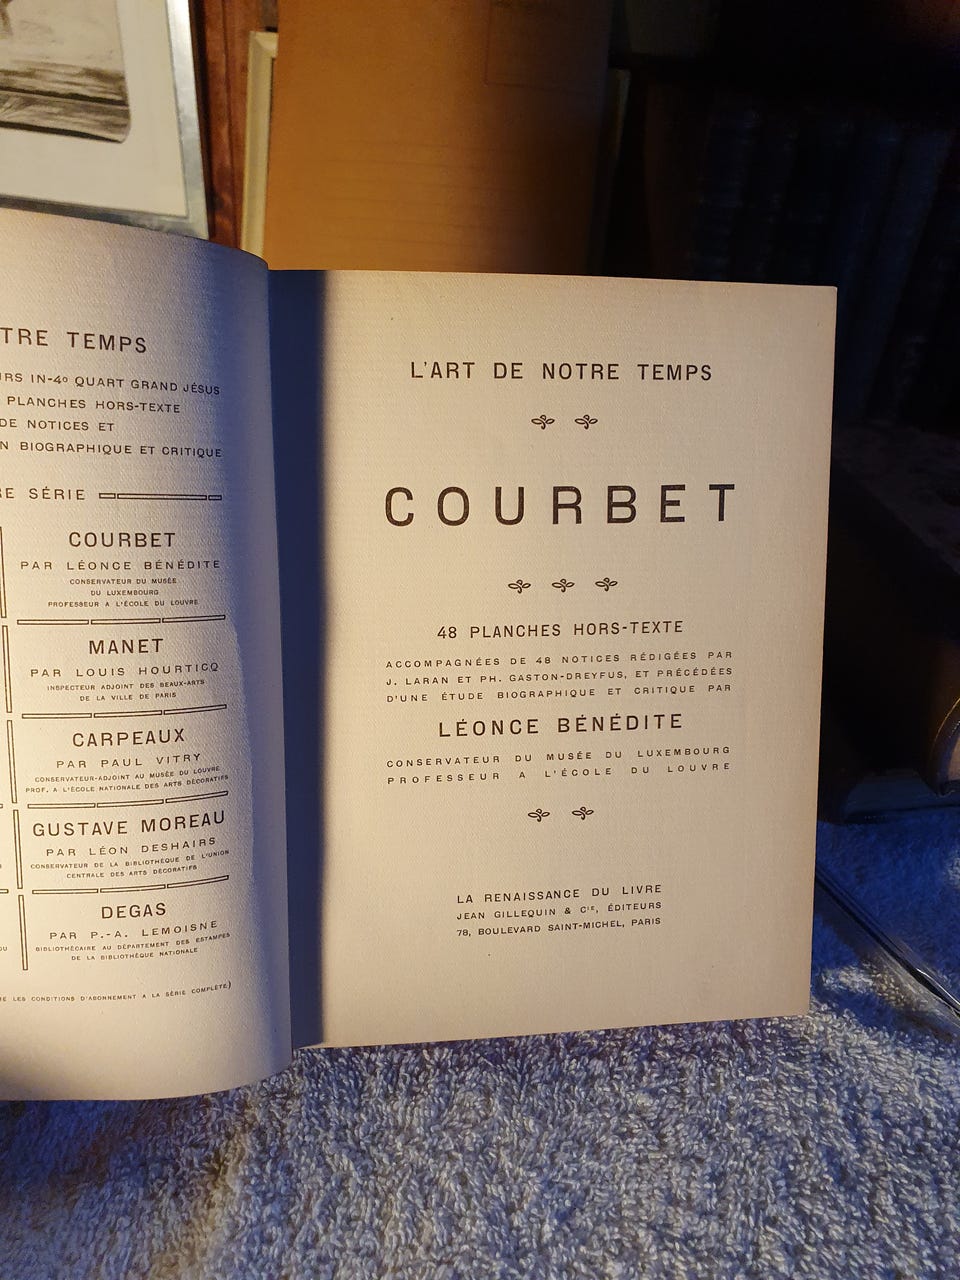 TRE TEMPS
RS IN-4o QUART GRAND JÉSUS
PLANCHES HORS-TEXTE
DE NOTICES ET
N BIOGRAPHIQUE ET CRITIQUE
RE SÉRIE
COURBET
PAR LÉONCE BÉNÉDITE
CONSERVATEUR DU MUSÉE
DU LUXEMBOURG
PROFESSEUR A L'ÉCOLE DU LOUVRE
MANET
PAR LOUIS HOURTICQ
INSPECTEUR ADJOINT DES BEAUX-ARTS
DE LA VILLE DE PARIS
CARPEAUX
PAR PAUL VITRY
CONSERVATEUR-ADJOINT AU MUSÉE DU LOUVRE
PROF. A L'ÉCOLE NATIONALE DES ARTS DÉCORATIFS
GUSTAVE MOREAU
PAR LÉON DESHAIRS
CONSERVATEUR DE LA BIBLIOTHÈQUE DE L'UNION
CENTRALE DES ARTS DÉCORATIFS
DEGAS
PAR P.-A. LEMOISNE
BIBLIOTHÉCAIRE AU DÉPARTEMENT DES ESTAMPES
DE LA BIBLIOTHÈQUE NATIONALE
RE LES CONDITIONS D'ABONNEMENT A LA SÉRIE COMPLÈTE)
L'ART DE NOTRE TEMPS
COURBET
48 PLANCHES HORS-TEXTE
ACCOMPAGNÉES DE 48 NOTICES RÉDIGÉES PAR
J. LARAN ET PH. GASTON-DREYFUS, ET PRÉCÉDÉES
D'UNE ÉTUDE BIOGRAPHIQUE ET CRITIQUE PAR
LÉONCE BÉNÉDITE
CONSERVATEUR DU MUSÉE DU LUXEMBOURG
PROFESSEUR A L'ÉCOLE DU LOUVRE
LA RENAISSANCE DU LIVRE
JEAN GILLEQUIN & Cie, ÉDITEURS
78, BOULEVARD SAINT-MICHEL, PARIS